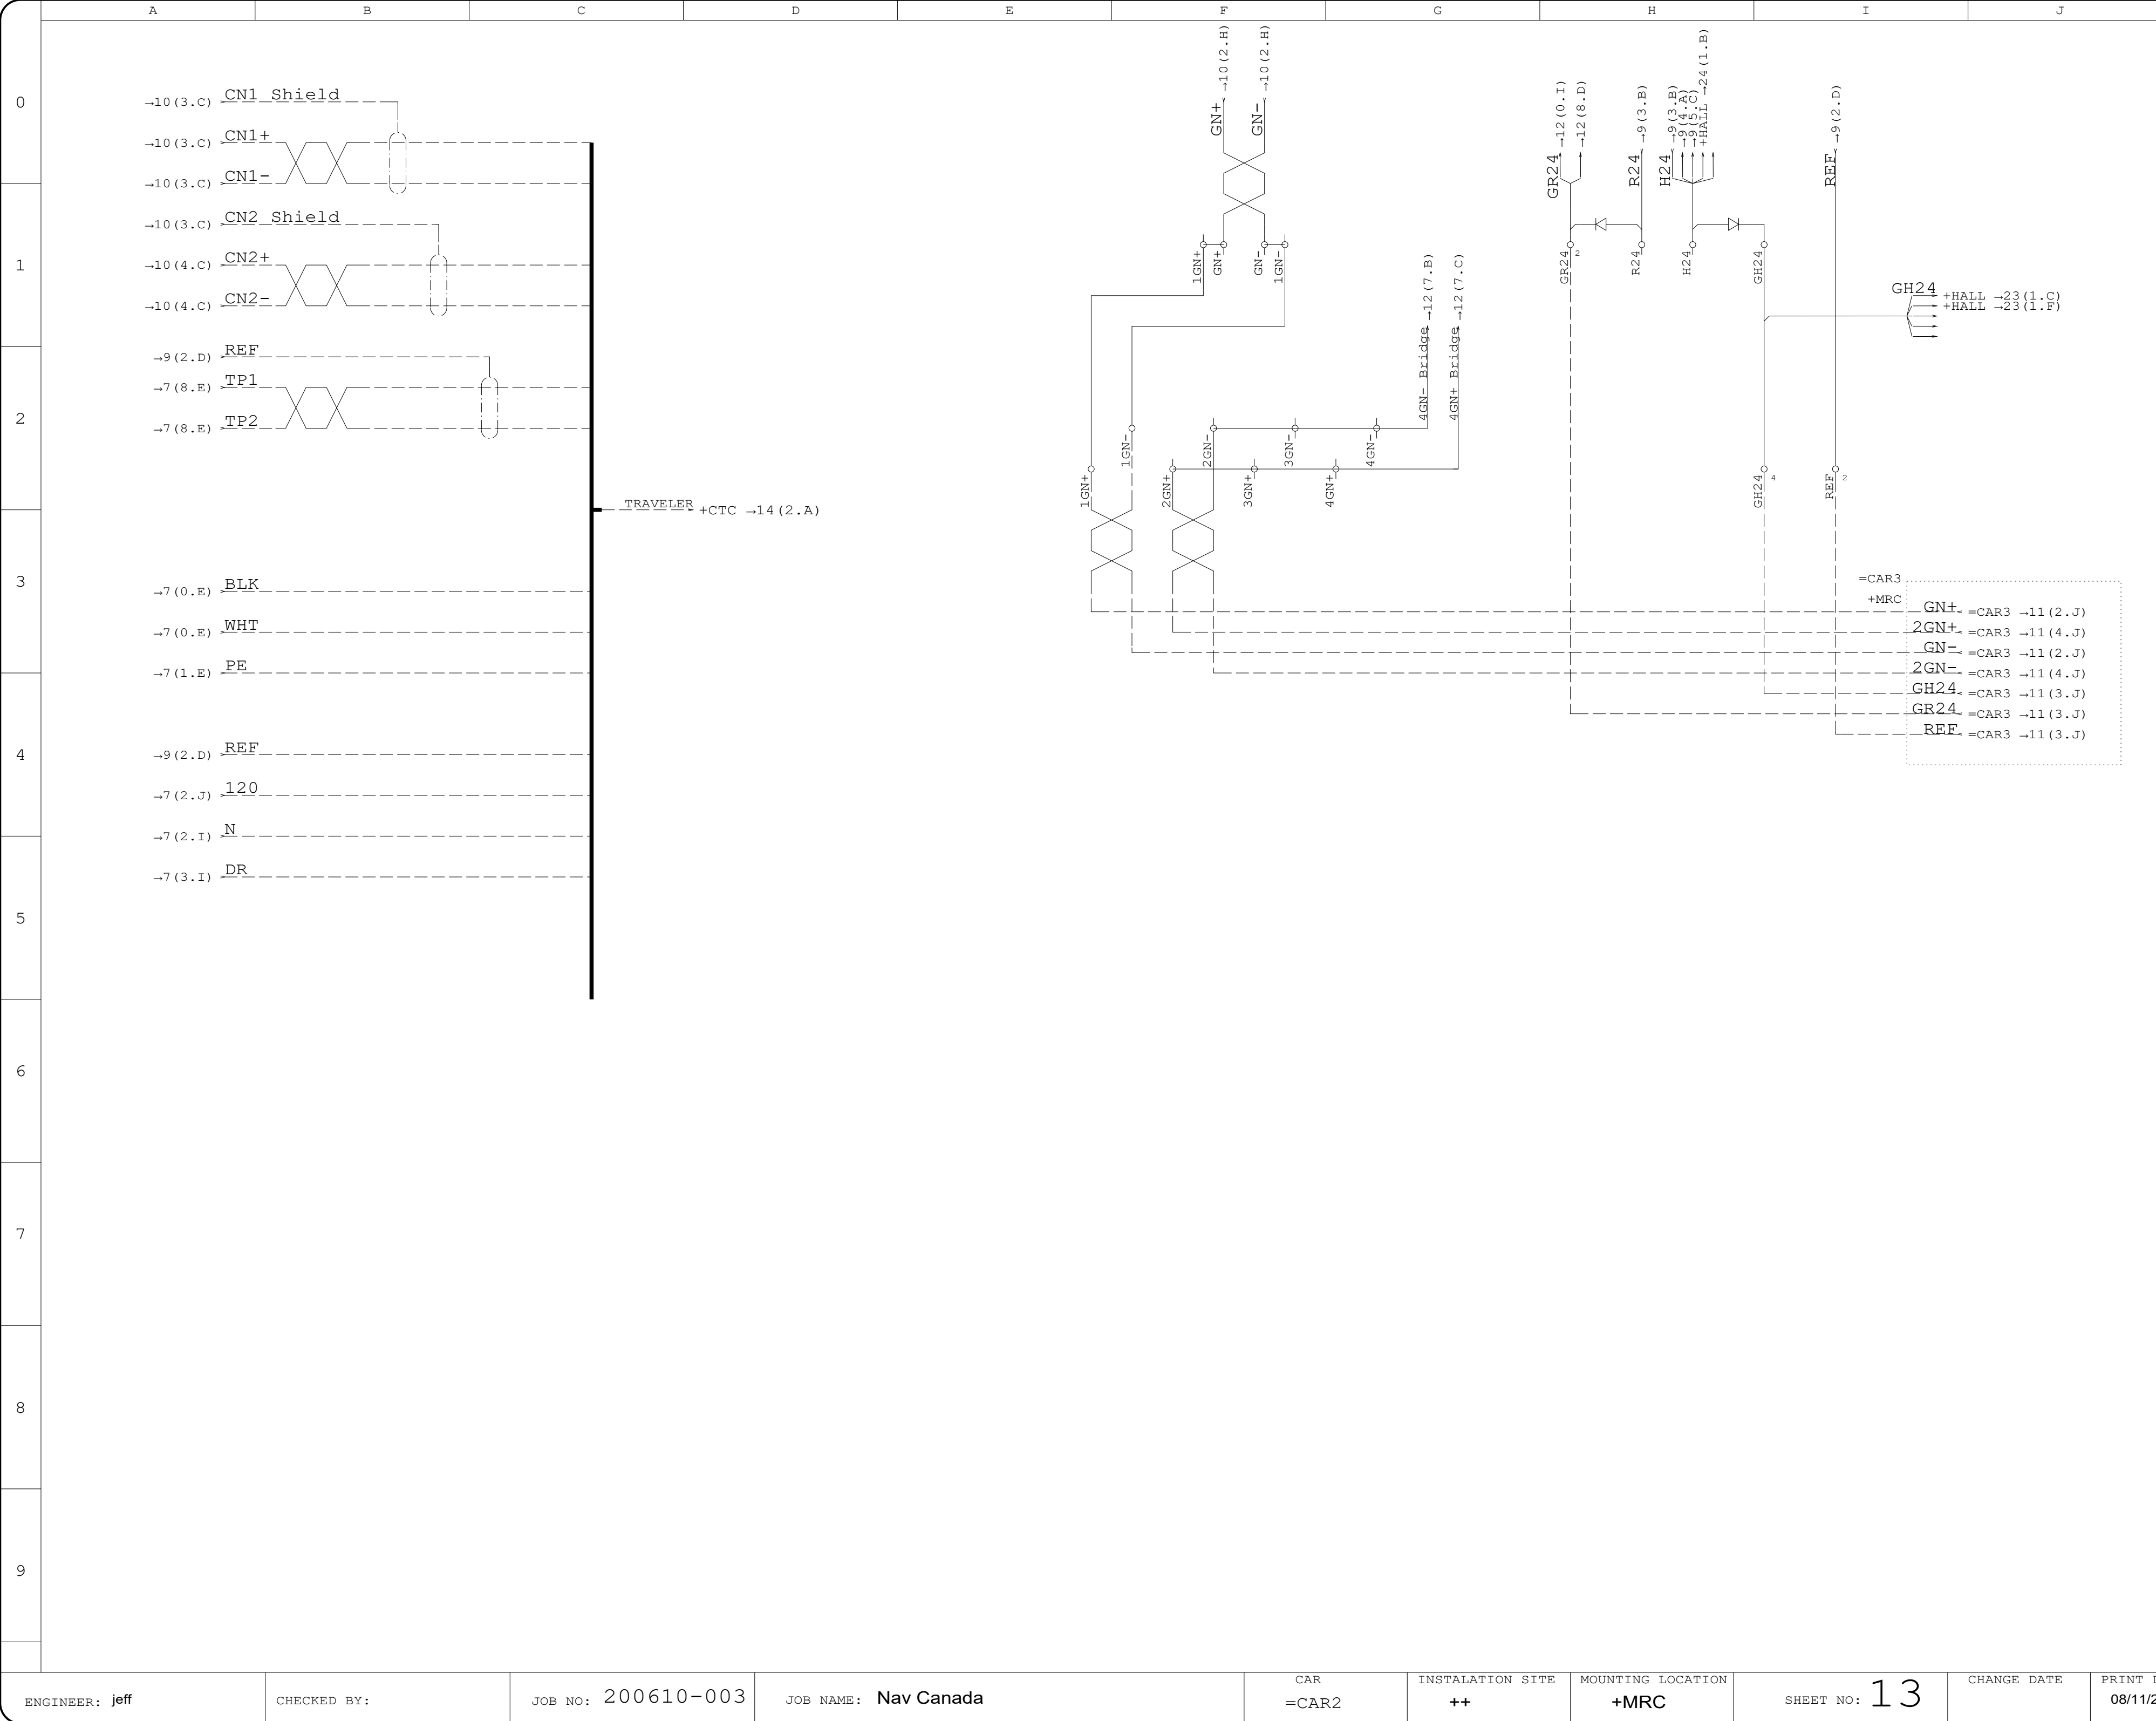 A B C D E F G H I J
0
1
2
3
4
5
6
7
8
9
→10(3.C) CN1 Shield
→10(3.C) CN1+
→10(3.C) CN1-
→10(3.C) CN2 Shield
→10(4.C) CN2+
→10(4.C) CN2-
→9(2.D) REF
→7(8.E) TP1
→7(8.E) TP2
TRAVELER +CTC →14(2.A)
→7(0.E) BLK
→7(0.E) WHT
→7(1.E) PE
→9(2.D) REF
→7(2.J) 120
→7(2.I) N
→7(3.I) DR
GN+ →10(2.H)
GN- →10(2.H)
1GN+
GN+
GN-
1GN-
4GN- Bridge →12(7.B)
4GN+ Bridge →12(7.C)
1GN-
2GN-
3GN-
4GN-
1GN+
2GN+
3GN+
4GN+
GR24 →12(0.I)
→12(8.D)
R24 →9(3.B)
H24 →9(3.B)
→9(4.A)
→9(5.C)
+HALL →24(1.B)
REF →9(2.D)
GR24 2
R24
H24
GH24
GH24 +HALL →23(1.C)
+HALL →23(1.F)
GH24 4
REF 2
=CAR3
+MRC
GN+ =CAR3 →11(2.J)
2GN+ =CAR3 →11(4.J)
GN- =CAR3 →11(2.J)
2GN- =CAR3 →11(4.J)
GH24 =CAR3 →11(3.J)
GR24 =CAR3 →11(3.J)
REF =CAR3 →11(3.J)
ENGINEER: jeff
CHECKED BY:
JOB NO: 200610-003
JOB NAME: Nav Canada
CAR
=CAR2
INSTALATION SITE
++
MOUNTING LOCATION
+MRC
SHEET NO: 13
CHANGE DATE
PRINT
08/11/2